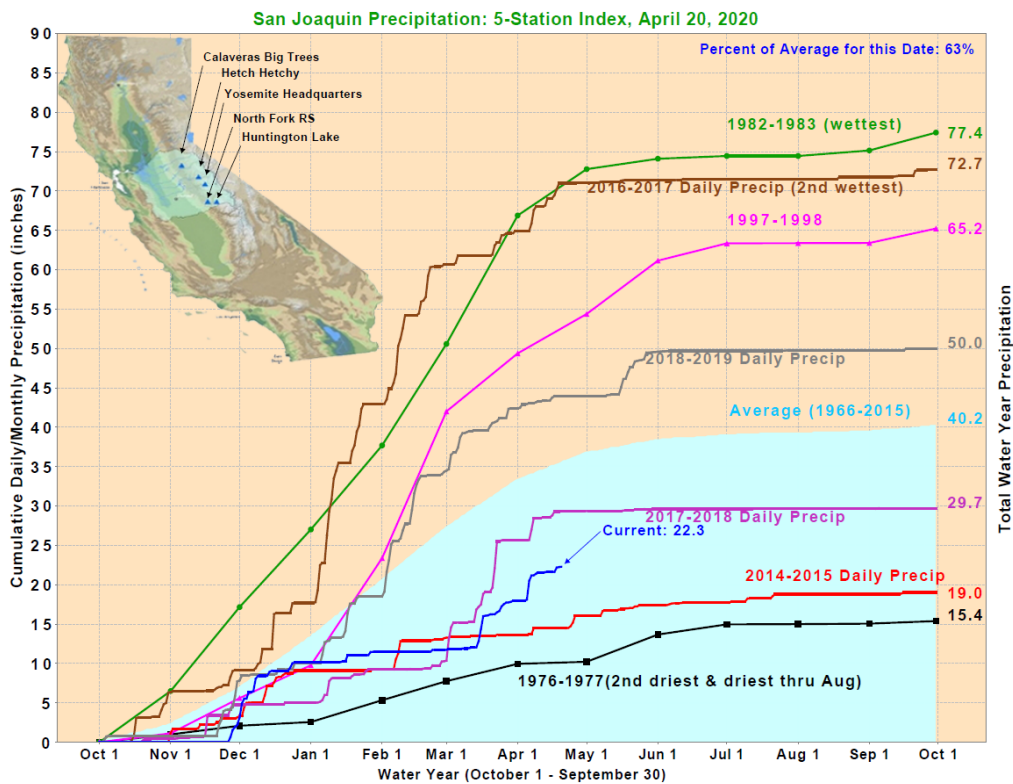 San Joaquin Precipitation: 5-Station Index, April 20, 2020
Percent of Average for this Date: 63%
Calaveras Big Trees
Hetch Hetchy
Yosemite Headquarters
North Fork RS
Huntington Lake
Cumulative Daily/Monthly Precipitation (inches)
90
85
80
75
70
65
60
55
50
45
40
35
30
25
20
15
10
5
0
1982-1983 (wettest)
77.4
72.7
2016-2017 Daily Precip (2nd wettest)
1997-1998
65.2
50.0
2018-2019 Daily Precip
Average (1966-2015)
40.2
29.7
2017-2018 Daily Precip
Current: 22.3
2014-2015 Daily Precip
19.0
15.4
1976-1977(2nd driest & driest thru Aug)
Total Water Year Precipitation
Oct 1 Nov 1 Dec 1 Jan 1 Feb 1 Mar 1 Apr 1 May 1 Jun 1 Jul 1 Aug 1 Sep 1 Oct 1
Water Year (October 1 - September 30)